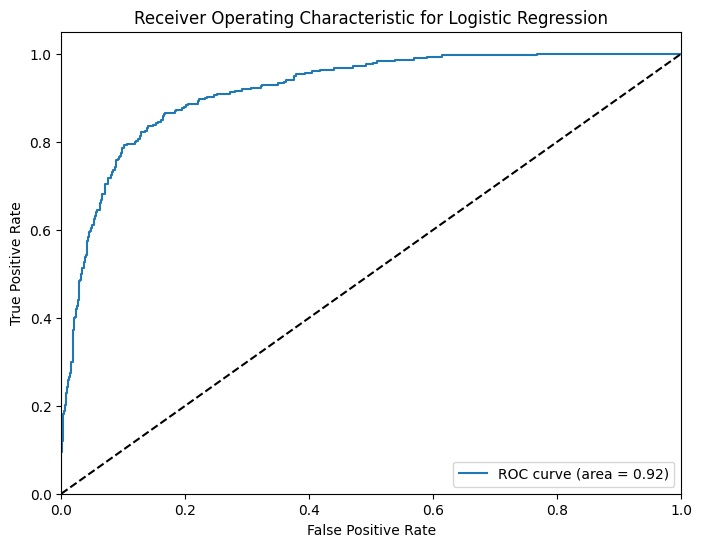 Receiver Operating Characteristic for Logistic Regression
1.0
0.8
0.6
0.4
0.2
0.0
True Positive Rate
ROC curve (area = 0.92)
0.0 0.2 0.4 0.6 0.8 1.0
False Positive Rate